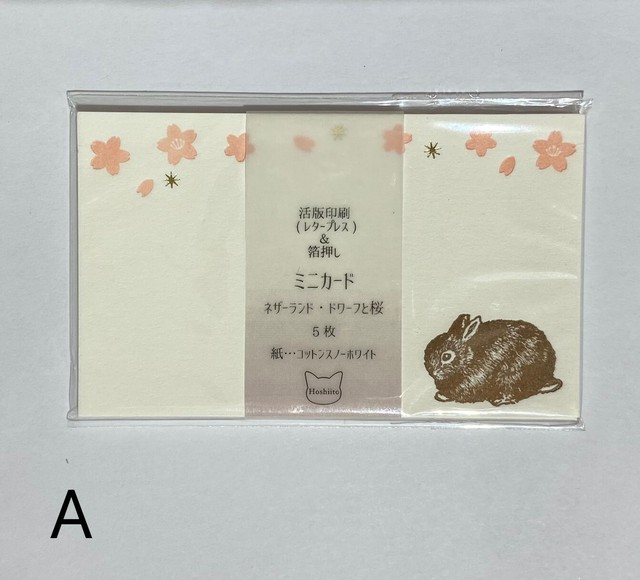 活版印刷
(レタープレス)
&
箔押し
ミニカード
ネザーランド・ドワーフと桜
5枚
紙…コットンスノーホワイト
Hoshiito
A